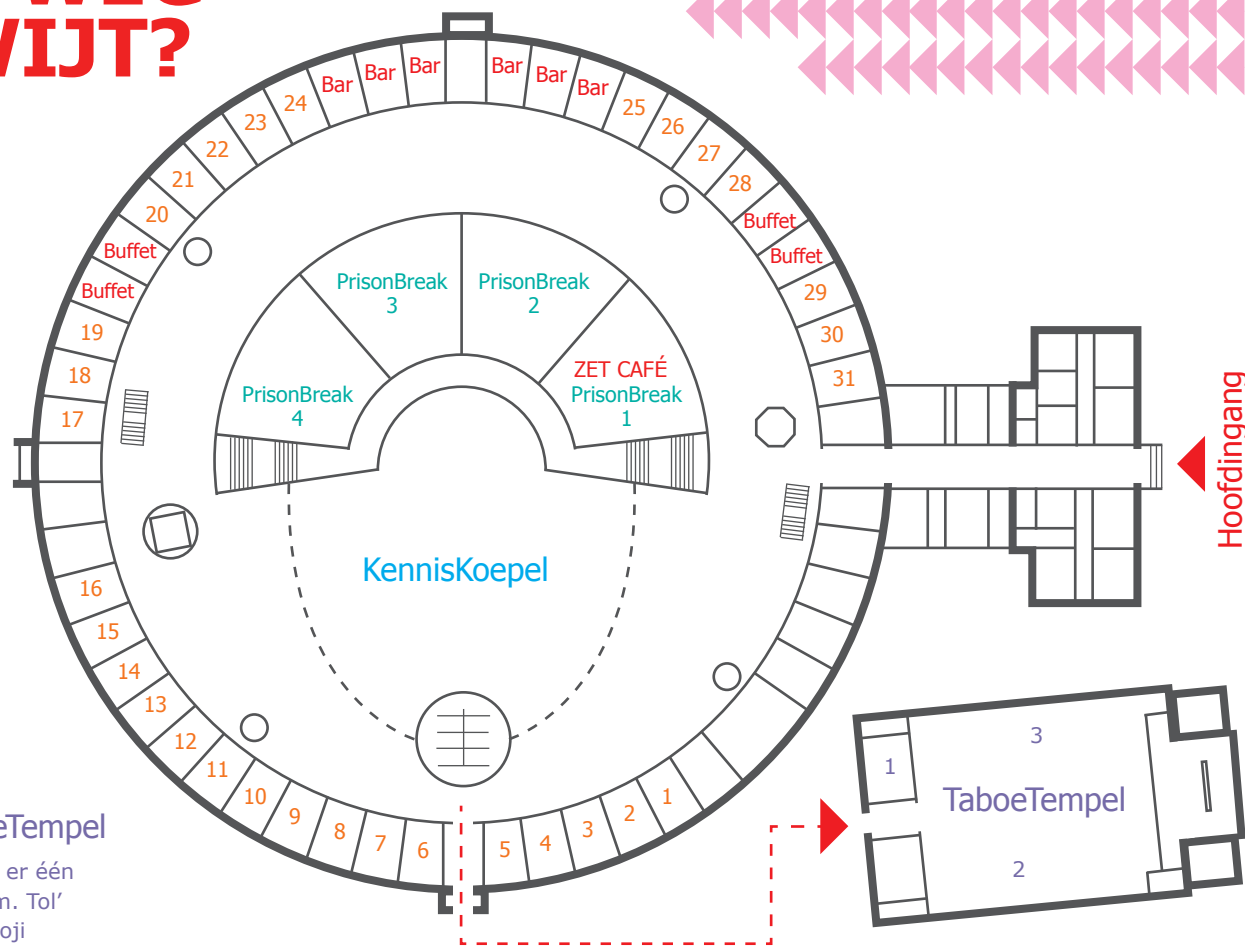 WEG
WIJT?
Bar
Bar
Bar
Bar
Bar
Bar
24
23
22
21
20
Buffet
Buffet
19
18
17
25
26
27
28
Buffet
Buffet
29
30
31
PrisonBreak
3
PrisonBreak
2
PrisonBreak
4
ZET CAFÉ
PrisonBreak
1
Hoofdingang
KennisKoepel
16
15
14
13
12
11
10
9
8
7
6
5
4
3
2
1
3
1
TaboeTempel
2
eTempel
er één
m. Tol’
oji